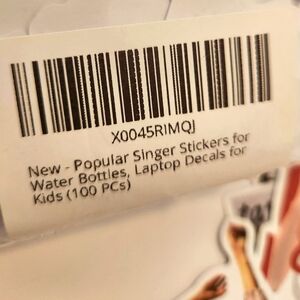 X0045RIMQJ
New - Popular Singer Stickers for
Water Bottles, Laptop Decals for
Kids (100 PCs)